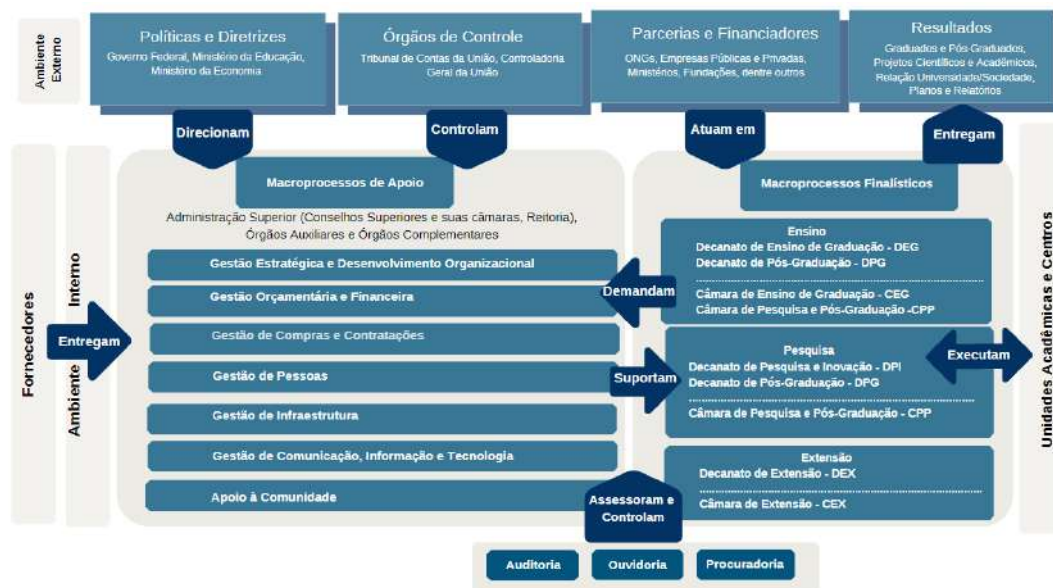 Ambiente
Externo
Políticas e Diretrizes
Governo Federal, Ministério da Educação,
Ministério da Economia
Órgãos de Controle
Tribunal de Contas da União, Controladoria
Geral da União
Parcerias e Financiadores
ONGs, Empresas Públicas e Privadas,
Ministérios, Fundações, dentre outros
Resultados
Graduados e Pós-Graduados,
Projetos Científicos e Acadêmicos,
Relação Universidade/Sociedade,
Planos e Relatórios
Direcionam
Controlam
Atuam em
Entregam
Fornecedores
Ambiente Interno
Entregam
Macroprocessos de Apoio
Administração Superior (Conselhos Superiores e suas câmaras, Reitoria),
Órgãos Auxiliares e Órgãos Complementares
Gestão Estratégica e Desenvolvimento Organizacional
Gestão Orçamentária e Financeira
Gestão de Compras e Contratações
Gestão de Pessoas
Gestão de Infraestrutura
Gestão de Comunicação, Informação e Tecnologia
Apoio à Comunidade
Demandam
Suportam
Assessoram e
Controlam
Macroprocessos Finalísticos
Ensino
Decanato de Ensino de Graduação - DEG
Decanato de Pós-Graduação - DPG
Câmara de Ensino de Graduação - CEG
Câmara de Pesquisa e Pós-Graduação -CPP
Pesquisa
Decanato de Pesquisa e Inovação - DPI
Decanato de Pós-Graduação - DPG
Câmara de Pesquisa e Pós-Graduação - CPP
Extensão
Decanato de Extensão - DEX
Câmara de Extensão - CEX
Executam
Unidades Acadêmicas e Centros
Auditoria
Ouvidoria
Procuradoria